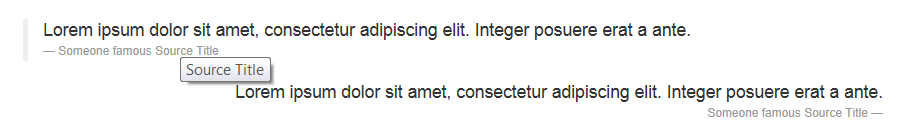 Lorem ipsum dolor sit amet, consectetur adipiscing elit. Integer posuere erat a ante.
— Someone famous Source Title
Source Title
Lorem ipsum dolor sit amet, consectetur adipiscing elit. Integer posuere erat a ante.
Someone famous Source Title —